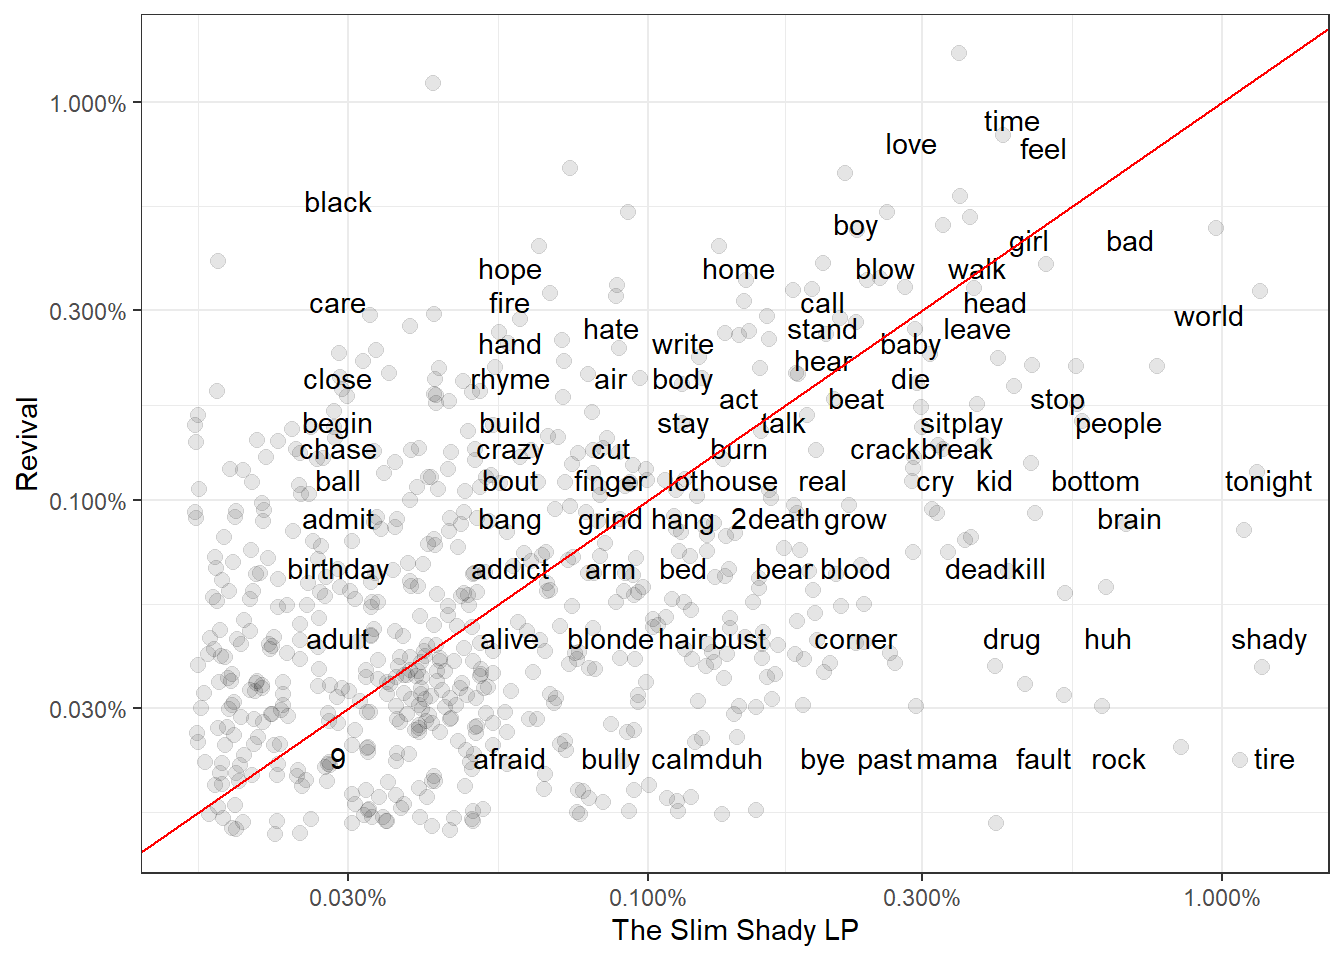 1.000%
time
love
feel
black
boy
girl bad
hope home blow walk
0.300%
care fire call head
world
hate stand leave
hand write baby
hear
close rhyme air body die
act beat stop
begin build stay talk sitplay people
chase crazy cut burn crackbreak
ball bout finger lothouse real cry kid bottom tonight
0.100%
admit bang grind hang 2death grow brain
birthday addict arm bed bear blood deadkill
adult alive blonde hair bust corner drug huh shady
0.030%
9 afraid bully calmduh bye past mama fault rock tire
0.030% 0.100% 0.300% 1.000%
The Slim Shady LP
Revival